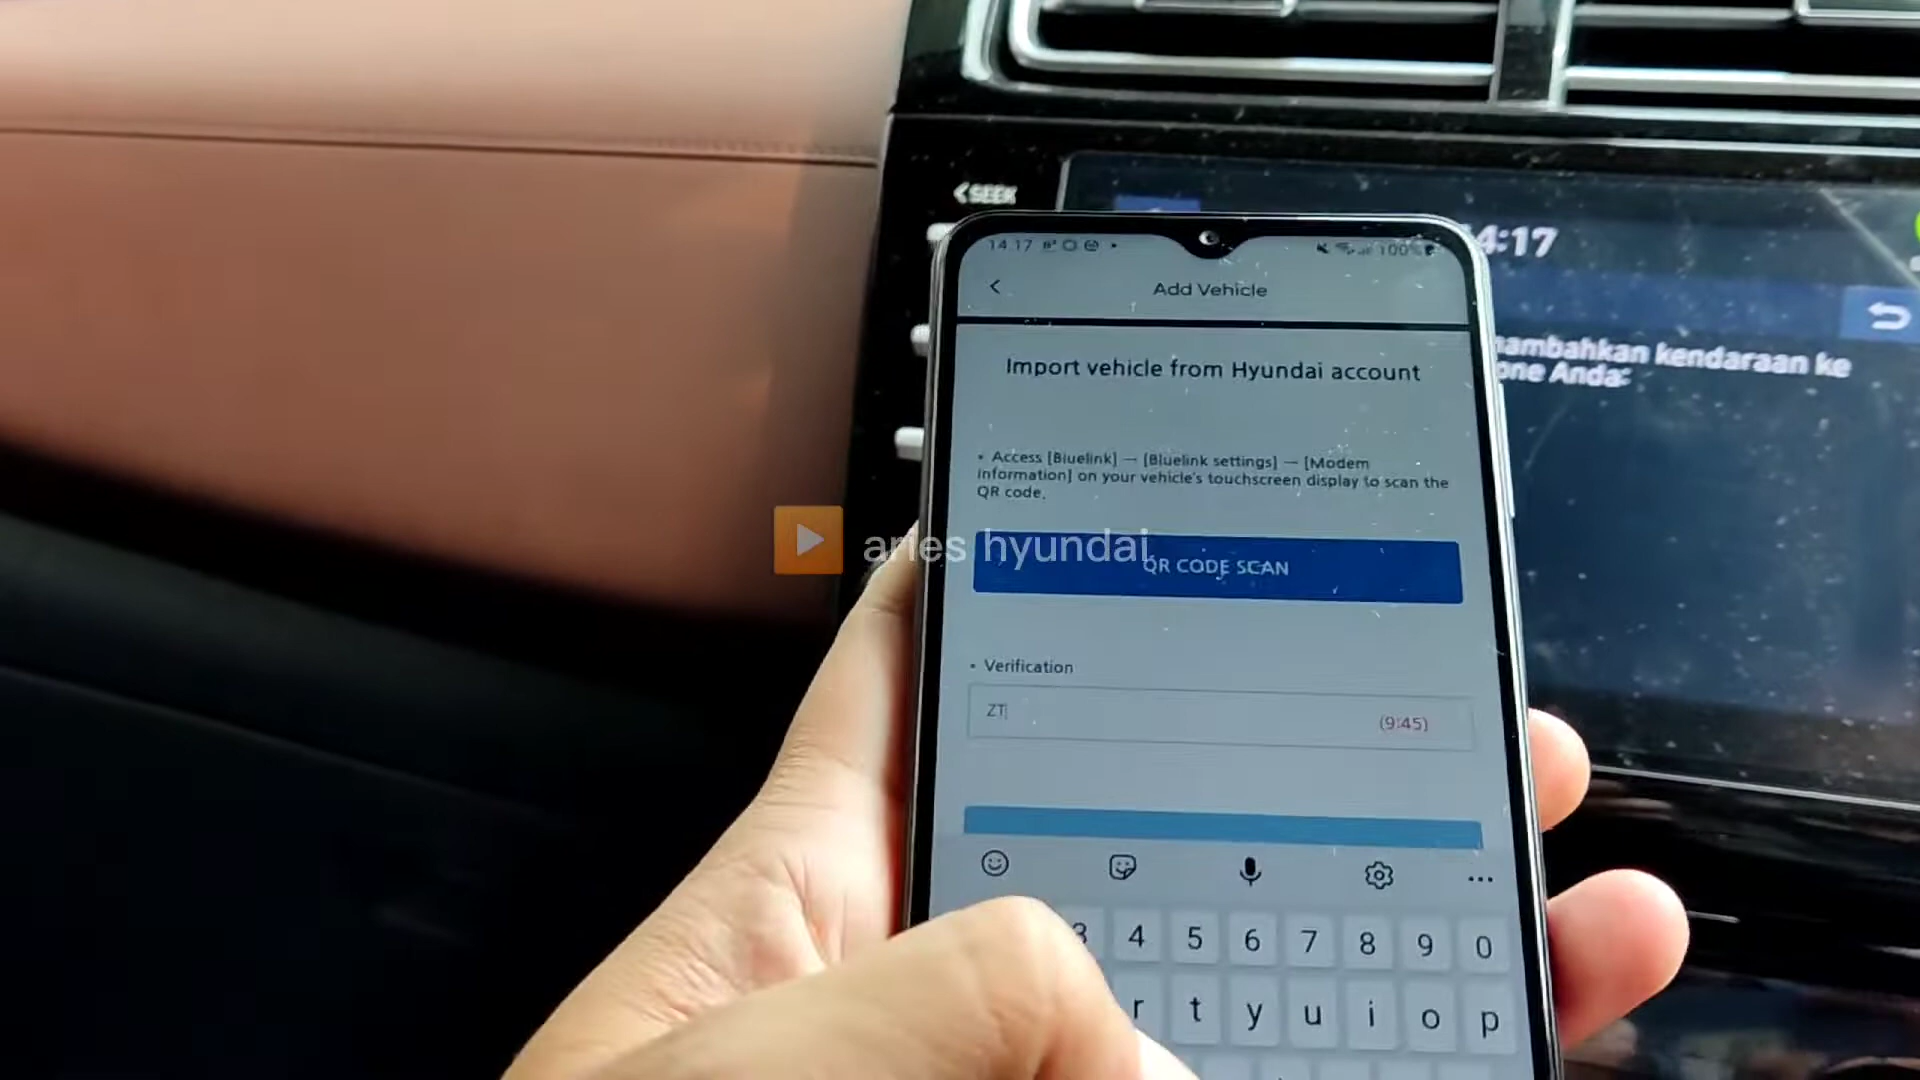 <SEEK
14:17
100%
4:17
Add Vehicle
ambahkan kendaraan ke
one Anda:
Import vehicle from Hyundai account
• Access [Bluelink] — [Bluelink settings] — [Modem
information] on your vehicle's touchscreen display to scan the
QR code.
aries hyundai
QR CODE SCAN
• Verification
ZT
(9:45)
3 4 5 6 7 8 9 0
r t y u i o p